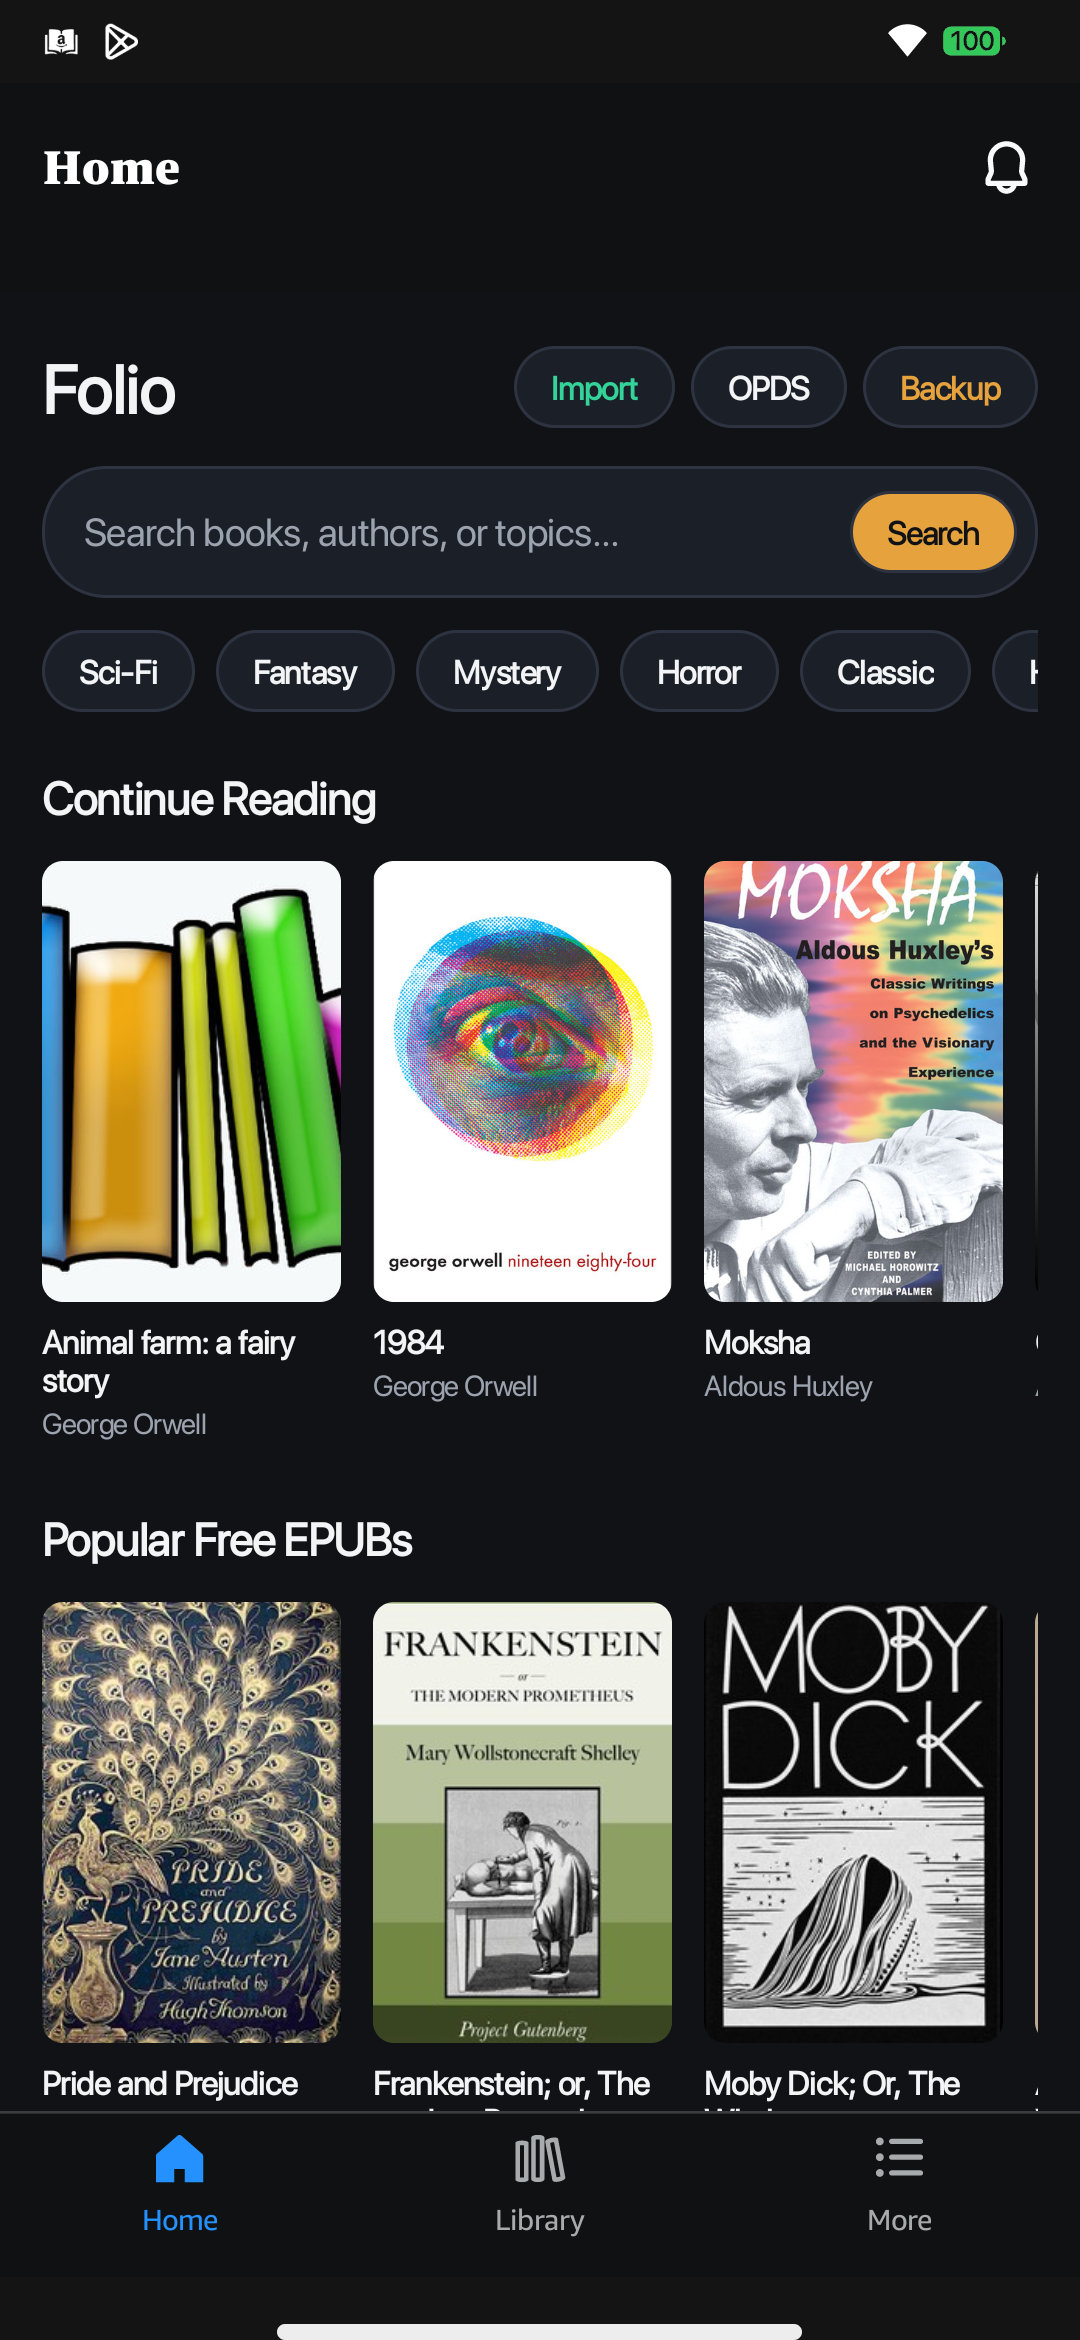 100
Home
Folio
Import
OPDS
Backup
Search books, authors, or topics...
Search
Sci-Fi
Fantasy
Mystery
Horror
Classic
Continue Reading
george orwell nineteen eighty-four
MOKSHA
Aldous Huxley's
Classic Writings
on Psychedelics
and the Visionary
Experience
EDITED BY
MICHAEL HOROWITZ
AND
CYNTHIA PALMER
Animal farm: a fairy
story
George Orwell
1984
George Orwell
Moksha
Aldous Huxley
Popular Free EPUBs
PRIDE
and
PREJUDICE
by
Jane Austen
Illustrated by
Hugh Thomson
FRANKENSTEIN
— or —
THE MODERN PROMETHEUS
Mary Wollstonecraft Shelley
Fig. 1.
Project Gutenberg
MOBY
DICK
Pride and Prejudice
Frankenstein; or, The
Moby Dick; Or, The
Home
Library
More